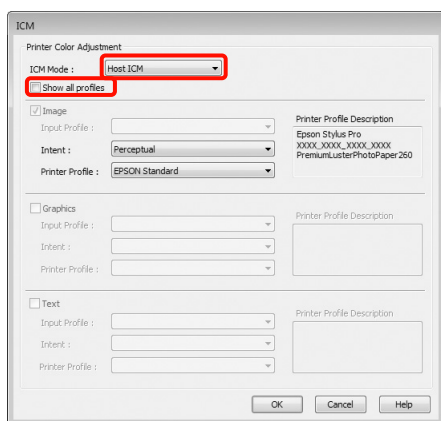 ICM
Printer Color Adjustment
ICM Mode : Host ICM
Show all profiles
Image
Input Profile :
Intent : Perceptual
Printer Profile : EPSON Standard
Printer Profile Description
Epson Stylus Pro
XXXX_XXXX_XXXX_XXXX
PremiumLusterPhotoPaper260
Graphics
Input Profile :
Intent :
Printer Profile :
Printer Profile Description
Text
Input Profile :
Intent :
Printer Profile :
Printer Profile Description
OK Cancel Help